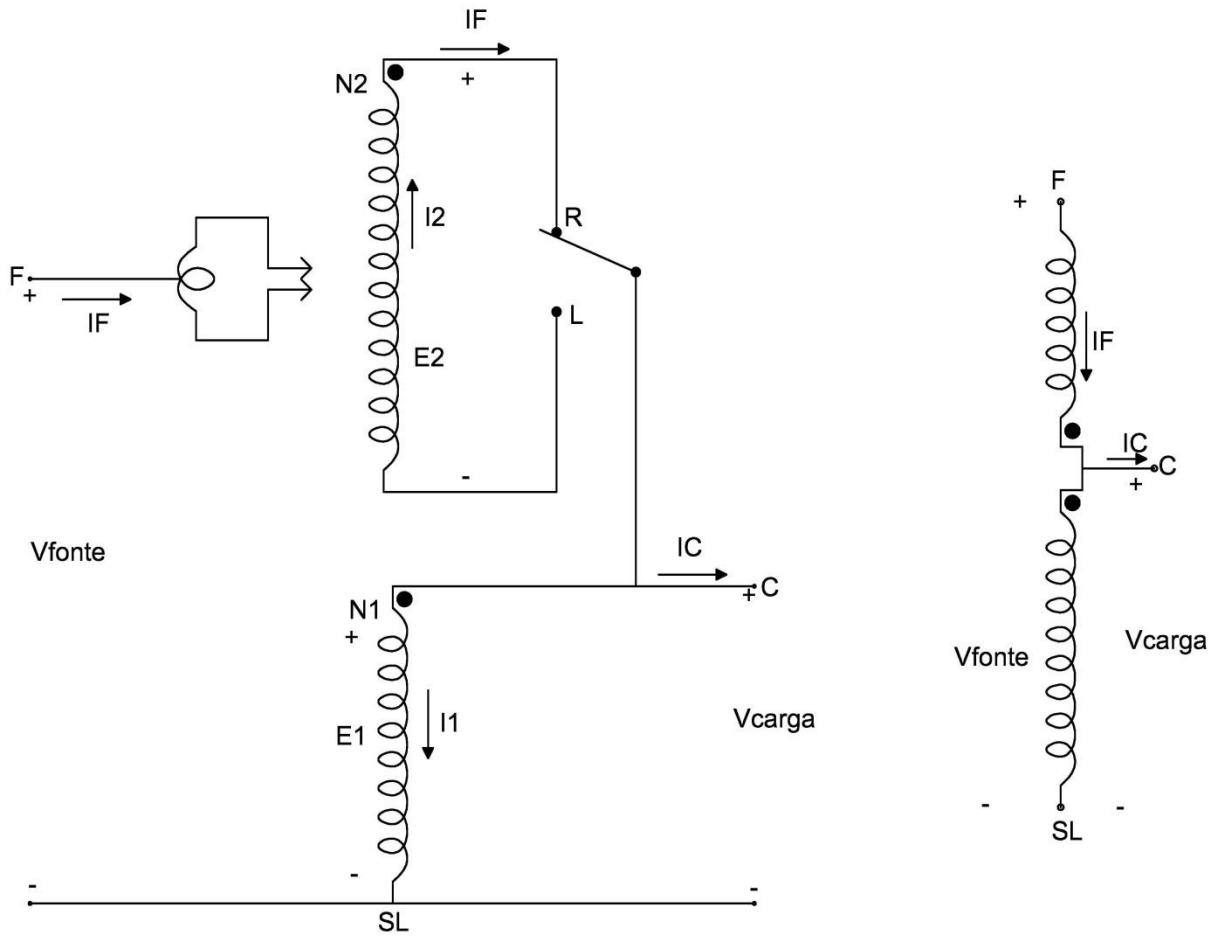 IF
+
N2
I2
R
F
+
IF
L
E2
-
Vfonte
IC
C
+
N1
+
I1
E1
Vcarga
-
-
-
SL
F
+
IF
IC
C
+
Vfonte
Vcarga
-
-
SL